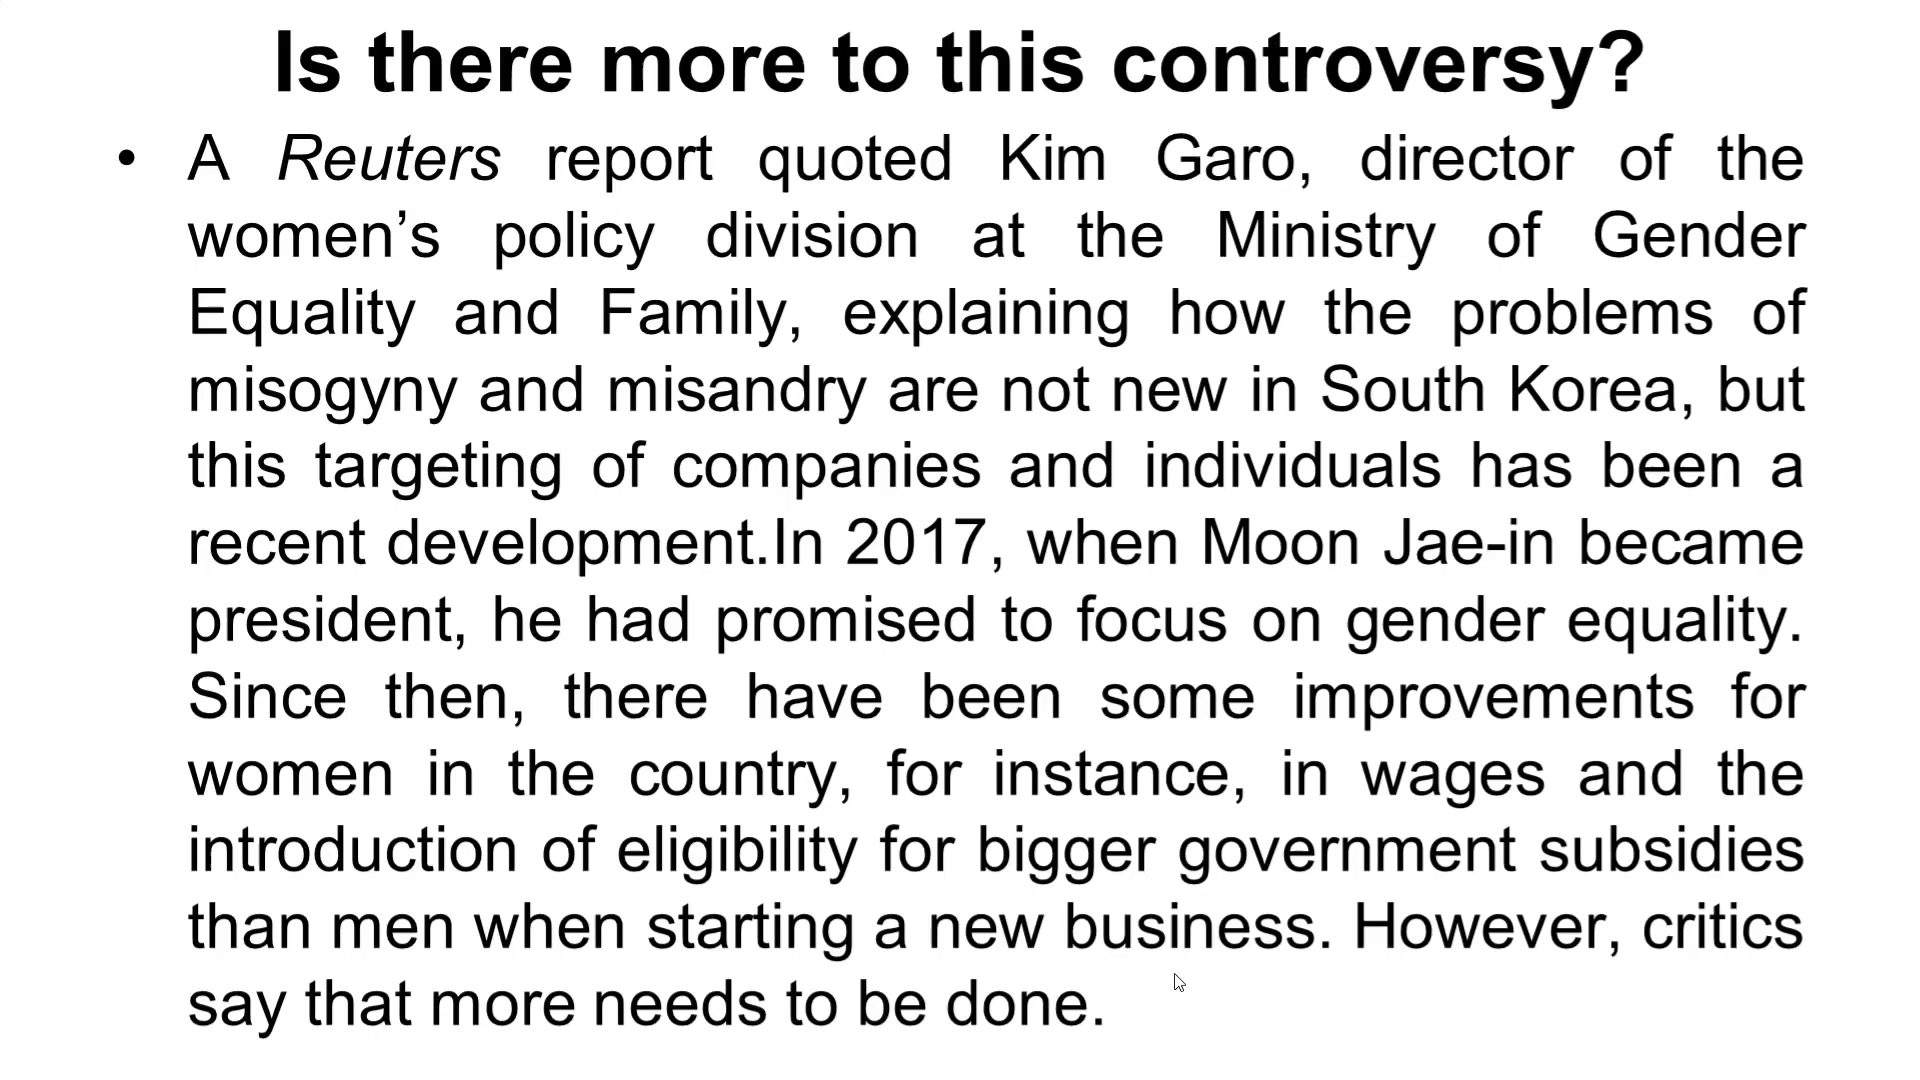 Is there more to this controversy?
• A Reuters report quoted Kim Garo, director of the
women’s policy division at the Ministry of Gender
Equality and Family, explaining how the problems of
misogyny and misandry are not new in South Korea, but
this targeting of companies and individuals has been a
recent development.In 2017, when Moon Jae-in became
president, he had promised to focus on gender equality.
Since then, there have been some improvements for
women in the country, for instance, in wages and the
introduction of eligibility for bigger government subsidies
than men when starting a new business. However, critics
say that more needs to be done.